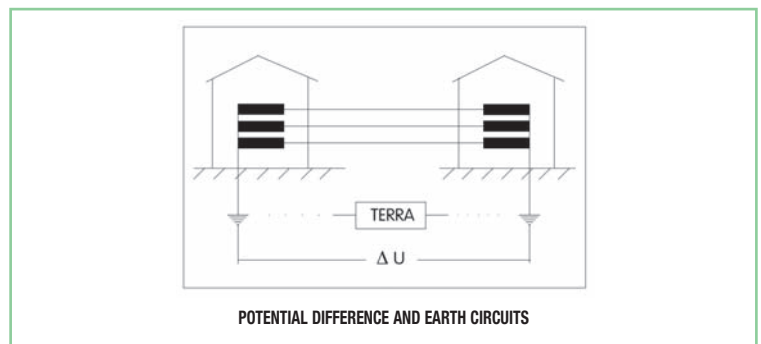 TERRA
Δ U
POTENTIAL DIFFERENCE AND EARTH CIRCUITS